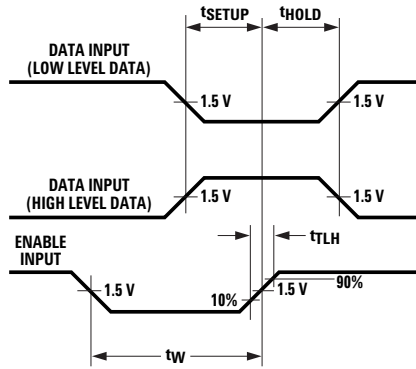 tSETUP
tHOLD
DATA INPUT
(LOW LEVEL DATA)
1.5 V
1.5 V
DATA INPUT
(HIGH LEVEL DATA)
1.5 V
1.5 V
tTLH
ENABLE
INPUT
1.5 V
10%
1.5 V
90%
tW